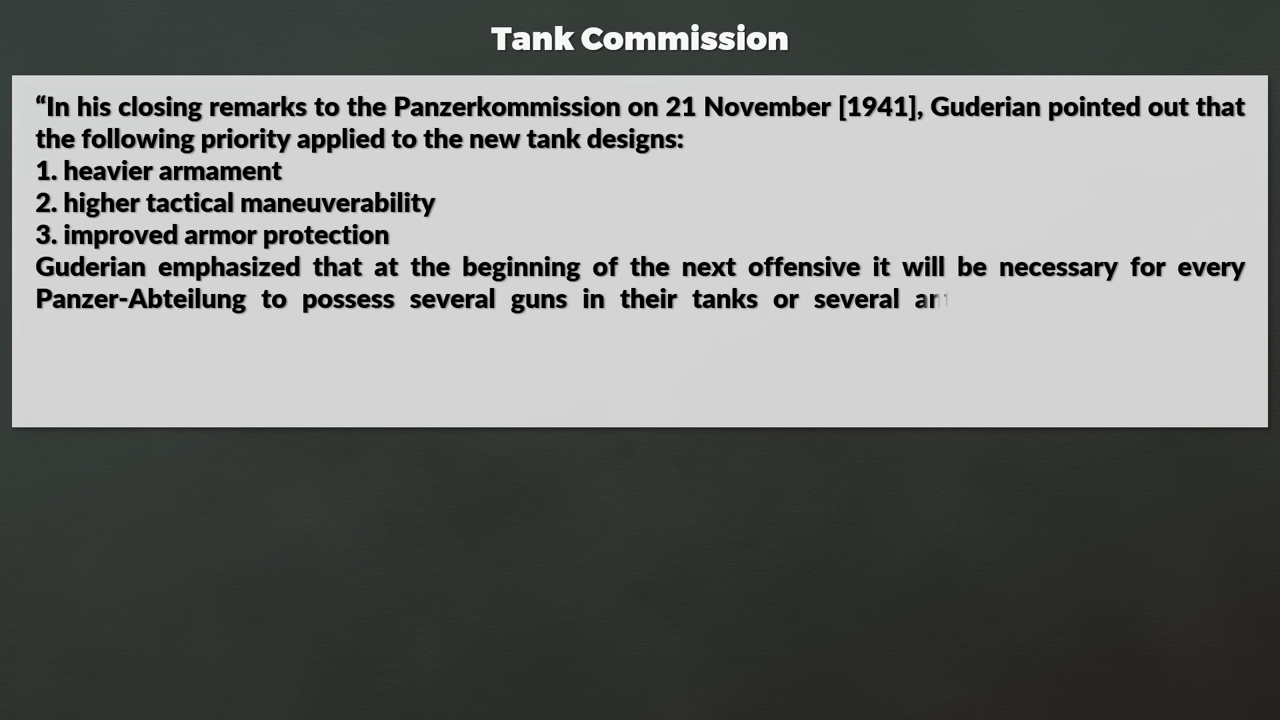 Tank Commission
“In his closing remarks to the Panzerkommission on 21 November [1941], Guderian pointed out that
the following priority applied to the new tank designs:
1. heavier armament
2. higher tactical maneuverability
3. improved armor protection
Guderian emphasized that at the beginning of the next offensive it will be necessary for every
Panzer-Abteilung to possess several guns in their tanks or several